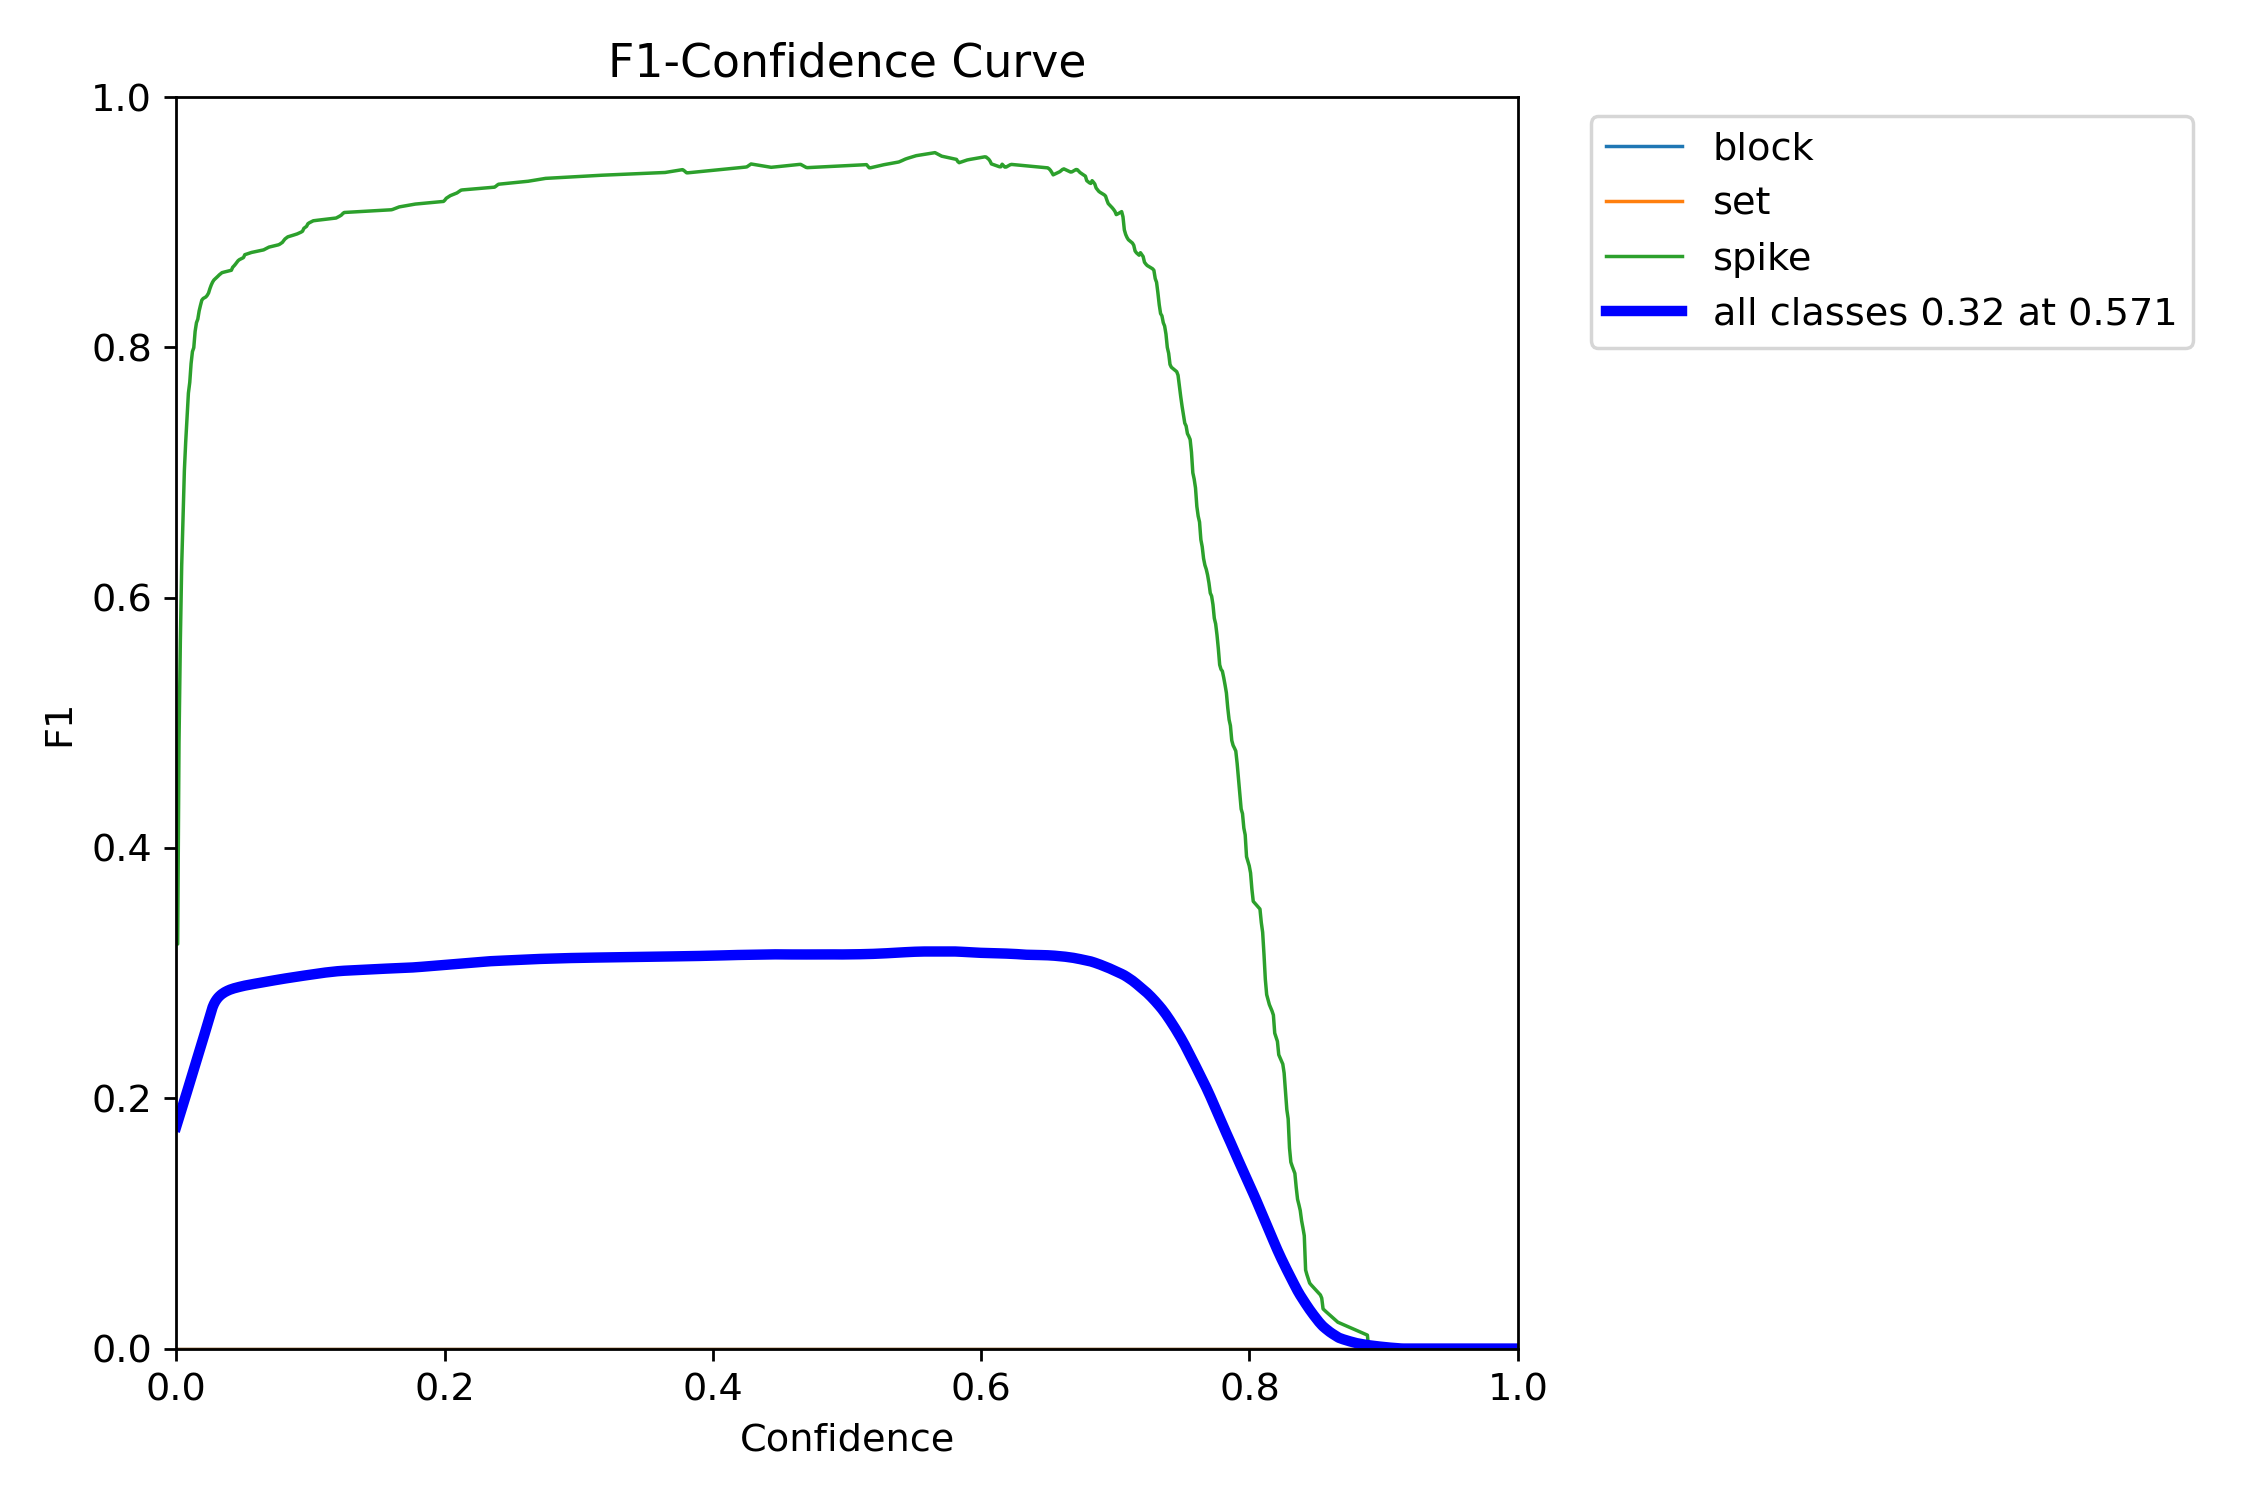 F1-Confidence Curve
1.0
0.8
0.6
0.4
0.2
0.0
F1
0.0 0.2 0.4 0.6 0.8 1.0
Confidence
block
set
spike
all classes 0.32 at 0.571